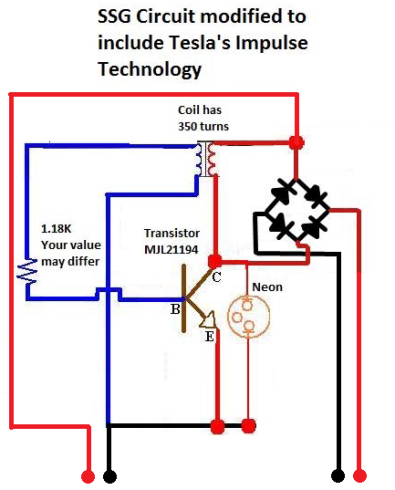 SSG Circuit modified to
include Tesla's Impulse
Technology
Coil has
350 turns
1.18K
Your value
may differ
Transistor
MJL21194
C
Neon
B
E